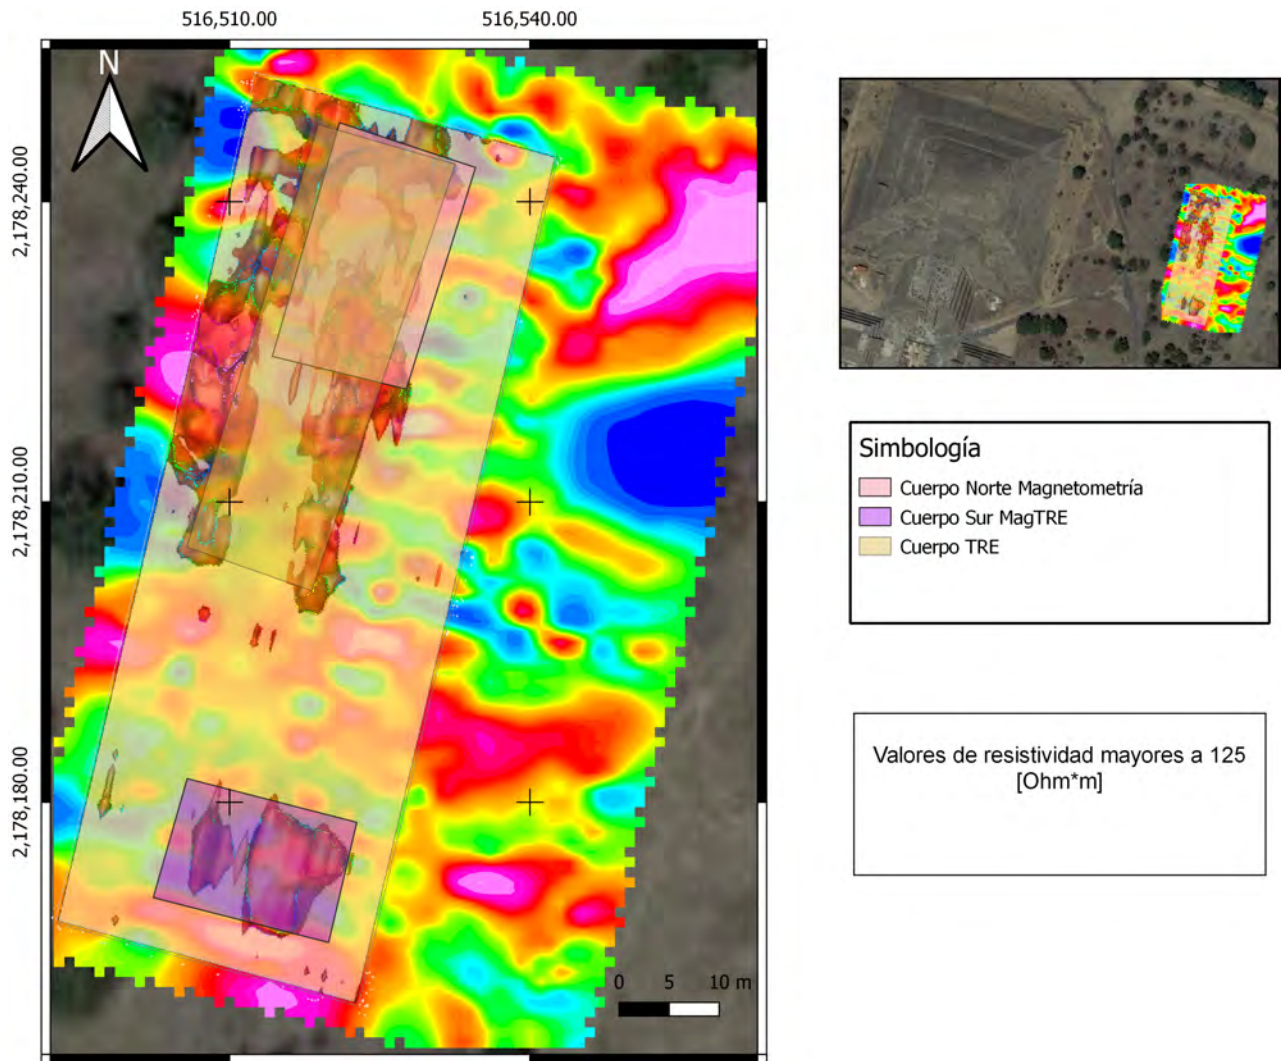 516,510.00
516,540.00
N
2,178,240.00
2,178,210.00
2,178,180.00
0 5 10 m
Simbología
Cuerpo Norte Magnetometría
Cuerpo Sur MagTRE
Cuerpo TRE
Valores de resistividad mayores a 125
[Ohm*m]